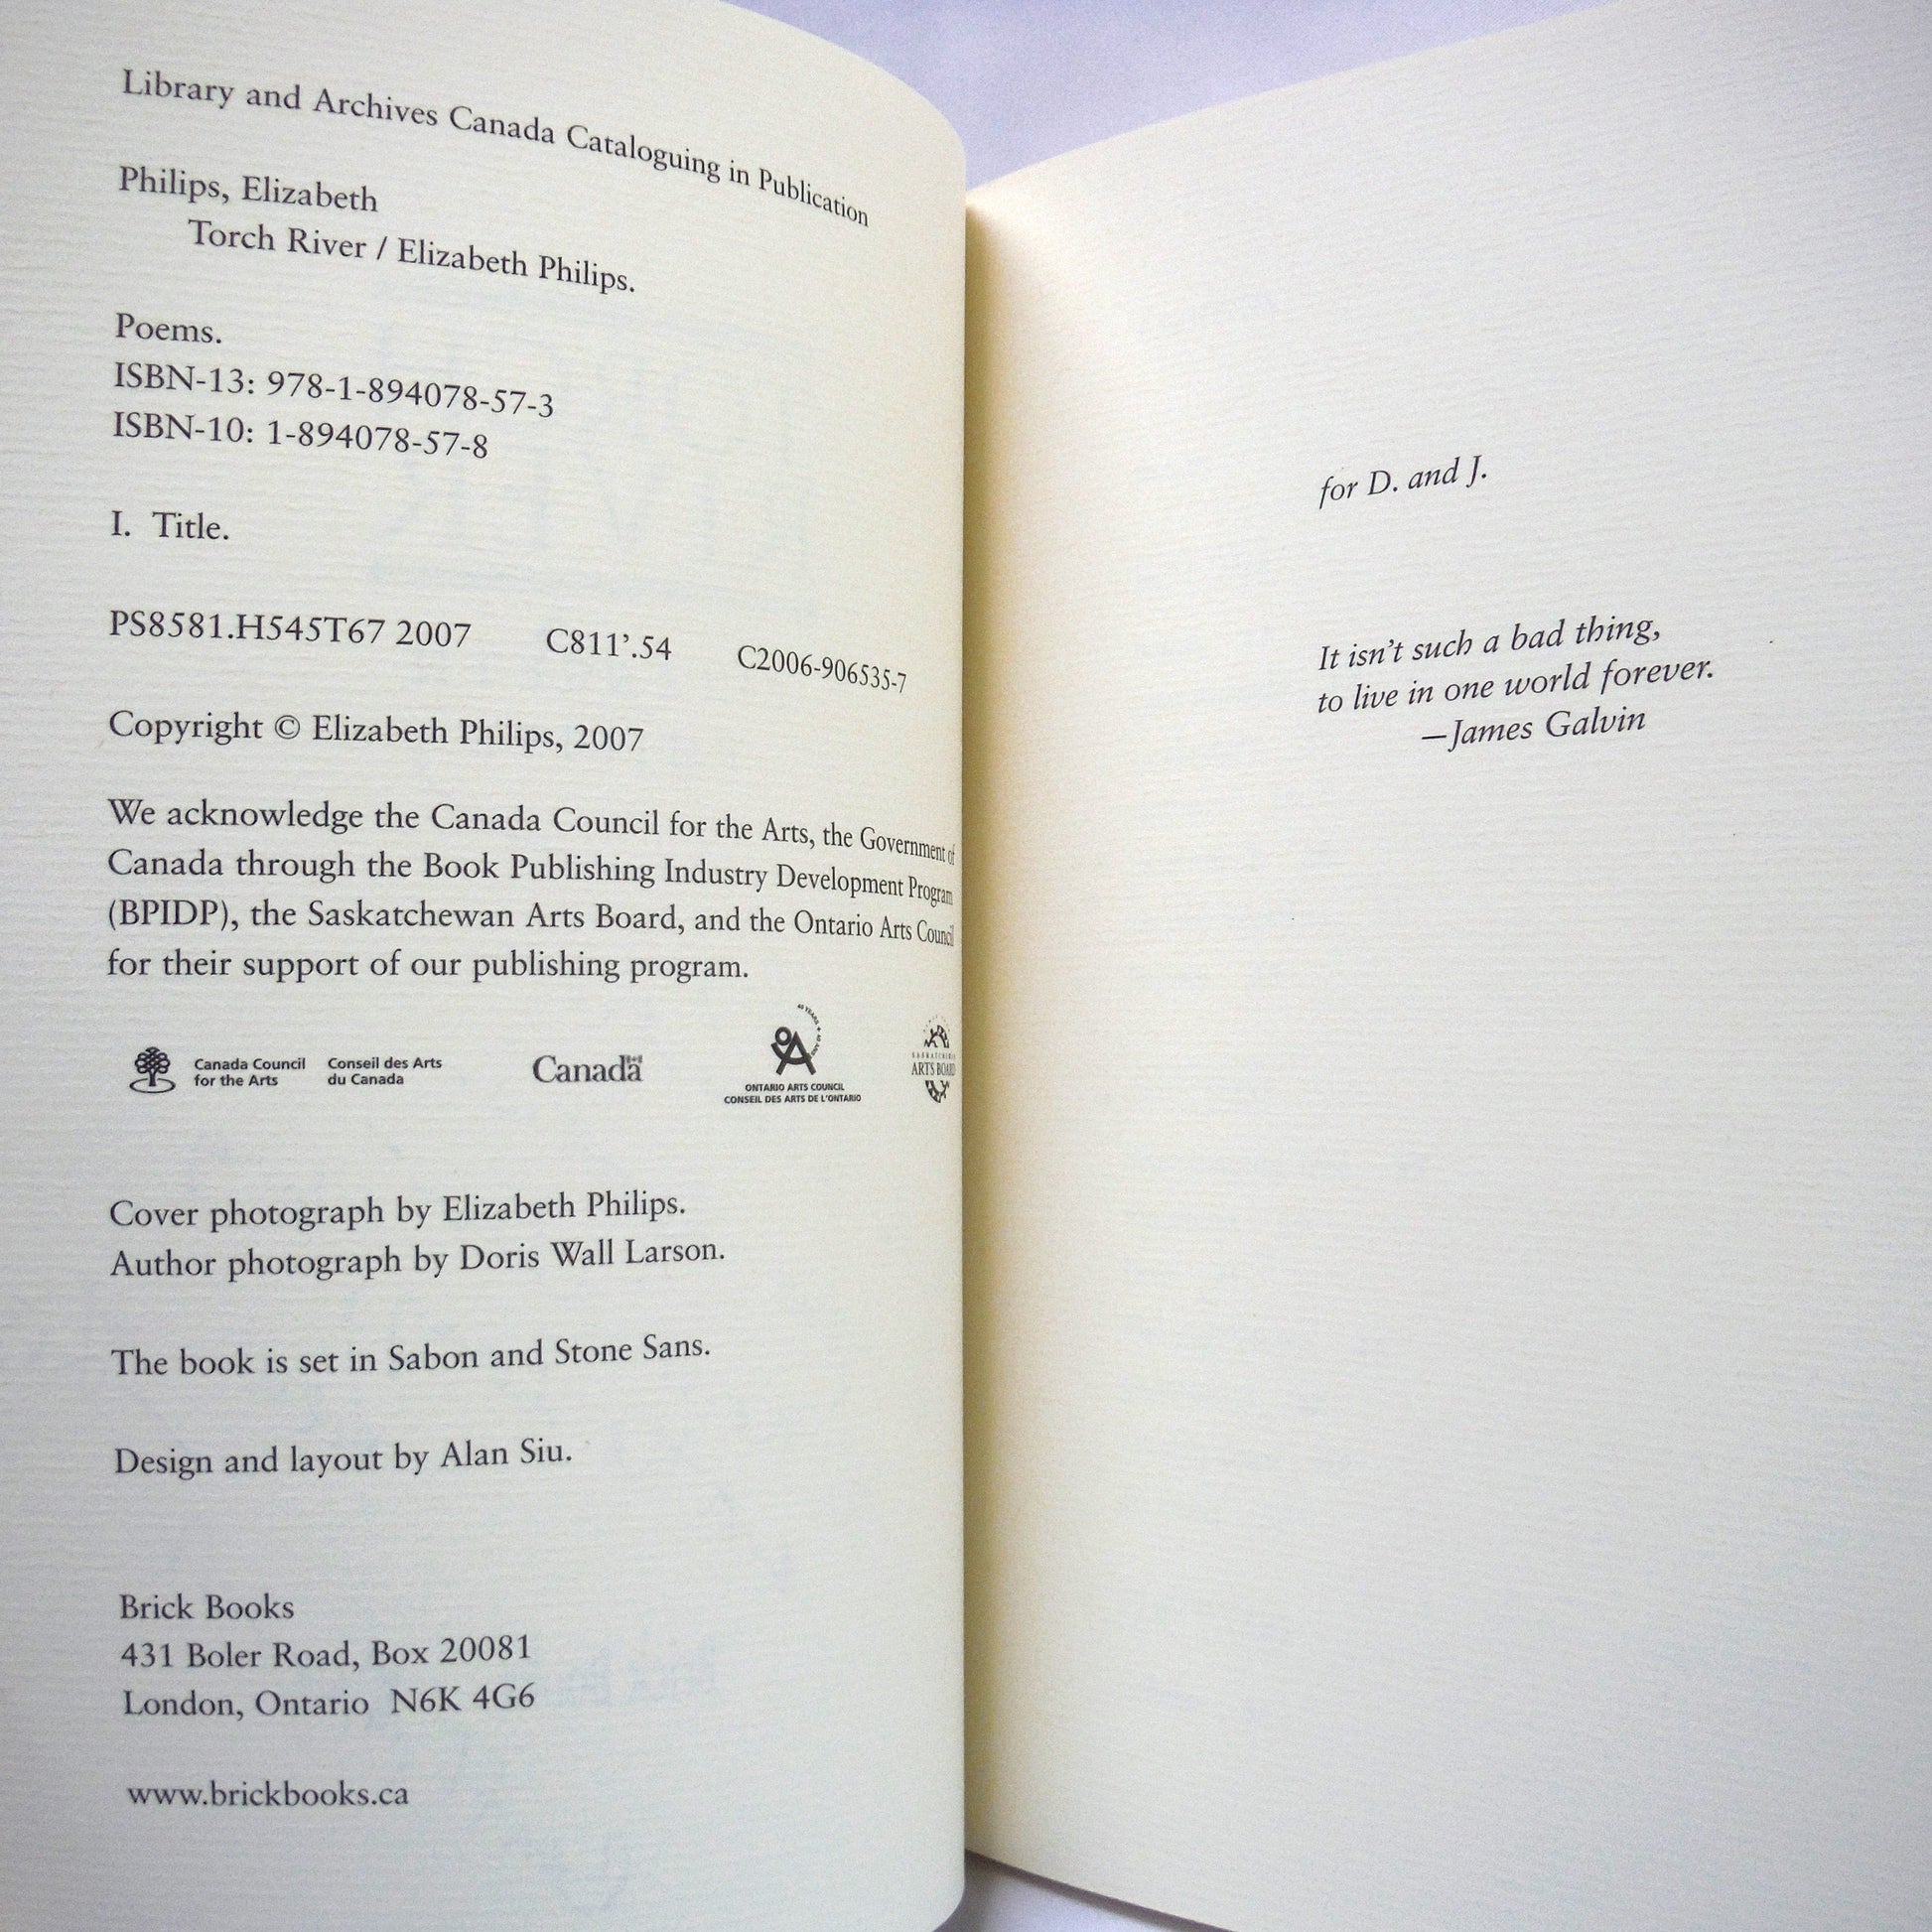 Library and Archives Canada Cataloguing in Publication
Philips, Elizabeth
Torch River / Elizabeth Philips.
Poems.
ISBN-13: 978-1-894078-57-3
ISBN-10: 1-894078-57-8
I. Title.
PS8581.H545T67 2007 C811’.54 C2006-906535-7
Copyright © Elizabeth Philips, 2007
We acknowledge the Canada Council for the Arts, the Government of
Canada through the Book Publishing Industry Development Program
(BPIDP), the Saskatchewan Arts Board, and the Ontario Arts Council
for their support of our publishing program.
Canada Council Conseil des Arts
for the Arts du Canada
Canada
ONTARIO ARTS COUNCIL
CONSEIL DES ARTS DE L'ONTARIO
ARTS BOARD
Cover photograph by Elizabeth Philips.
Author photograph by Doris Wall Larson.
The book is set in Sabon and Stone Sans.
Design and layout by Alan Siu.
Brick Books
431 Boler Road, Box 20081
London, Ontario N6K 4G6
www.brickbooks.ca
for D. and J.
It isn’t such a bad thing,
to live in one world forever.
—James Galvin